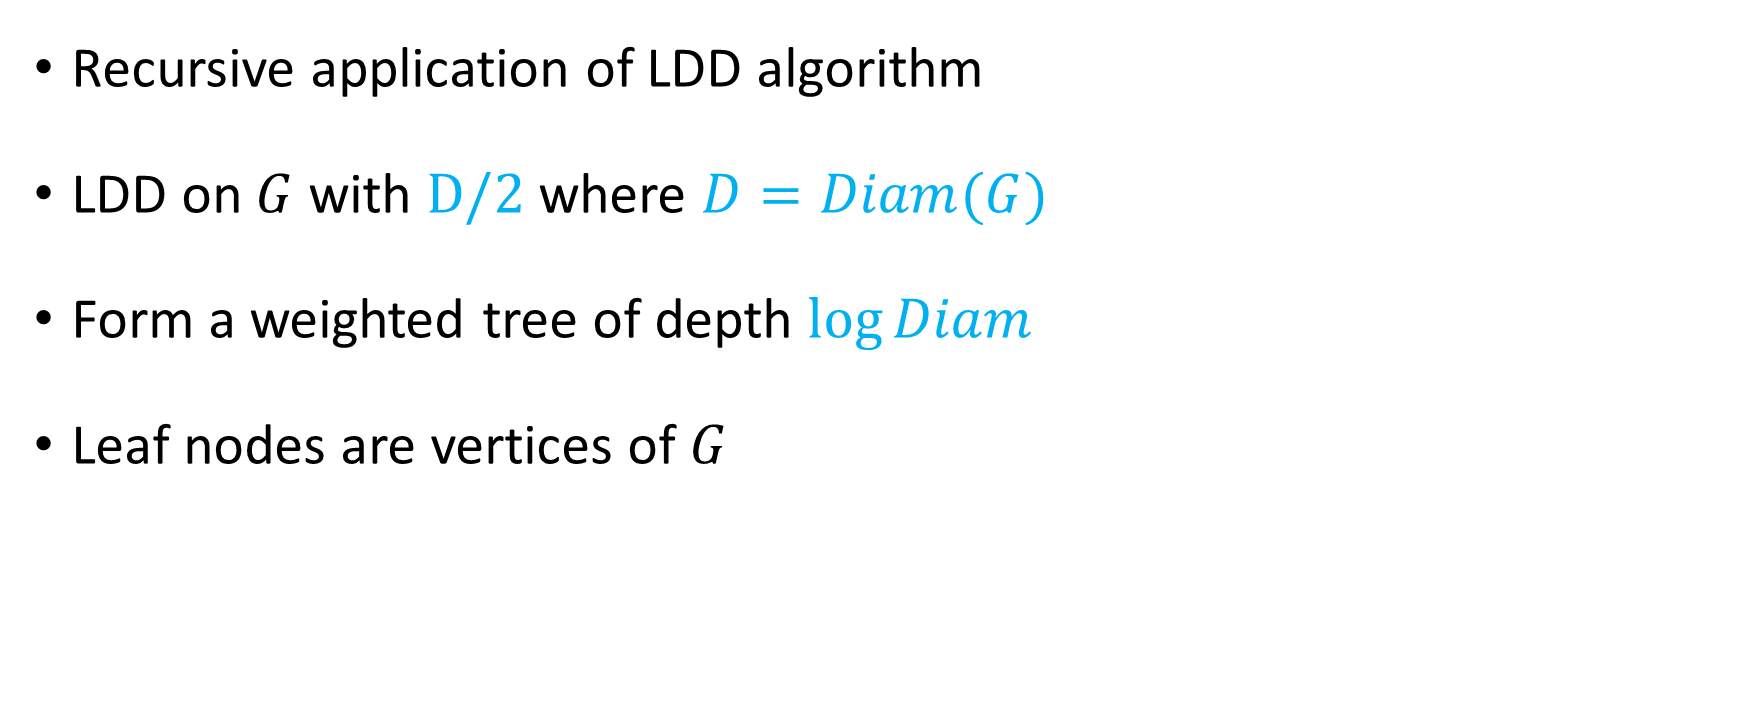 • Recursive application of LDD algorithm
• LDD on G with D/2 where D = Diam(G)
• Form a weighted tree of depth log Diam
• Leaf nodes are vertices of G